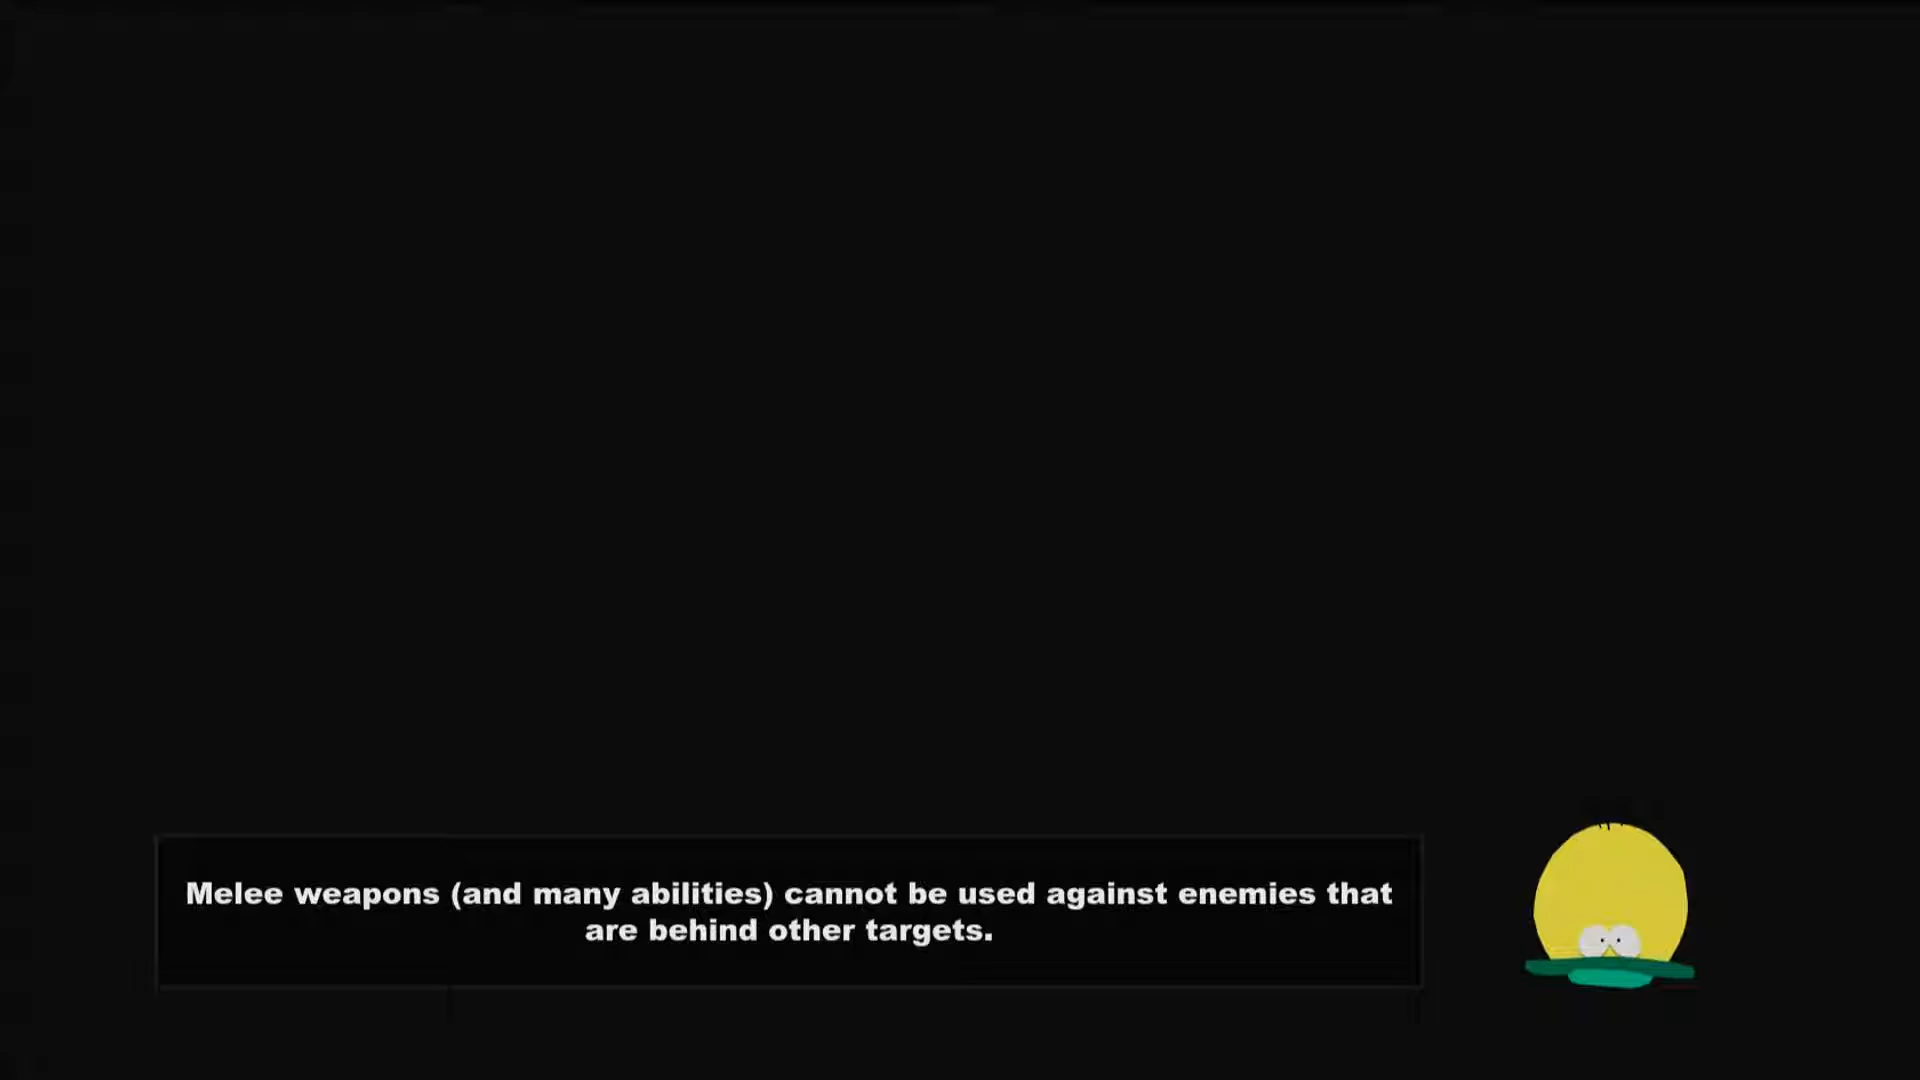 Melee weapons (and many abilities) cannot be used against enemies that
are behind other targets.